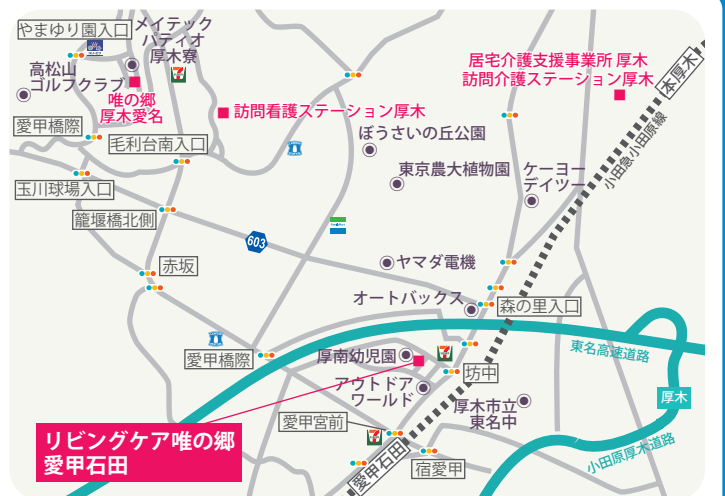 やまゆり園入口
メイテック
パティオ
厚木寮
高松山
ゴルフクラブ
唯の郷
厚木愛名
訪問看護ステーション厚木
居宅介護支援事業所 厚木
訪問介護ステーション厚木
本厚木
小田急小田原線
愛甲橋際
毛利台南入口
ぼうさいの丘公園
東京農大植物園
ケーヨー
デイツー
玉川球場入口
籠堰橋北側
603
赤坂
ヤマダ電機
オートバックス
森の里入口
東名高速道路
愛甲橋際
厚南幼児園
坊中
アウトドア
ワールド
厚木
厚木市立
東名中
愛甲宮前
リビングケア唯の郷
愛甲石田
愛甲石田
宿愛甲
小田原厚木道路